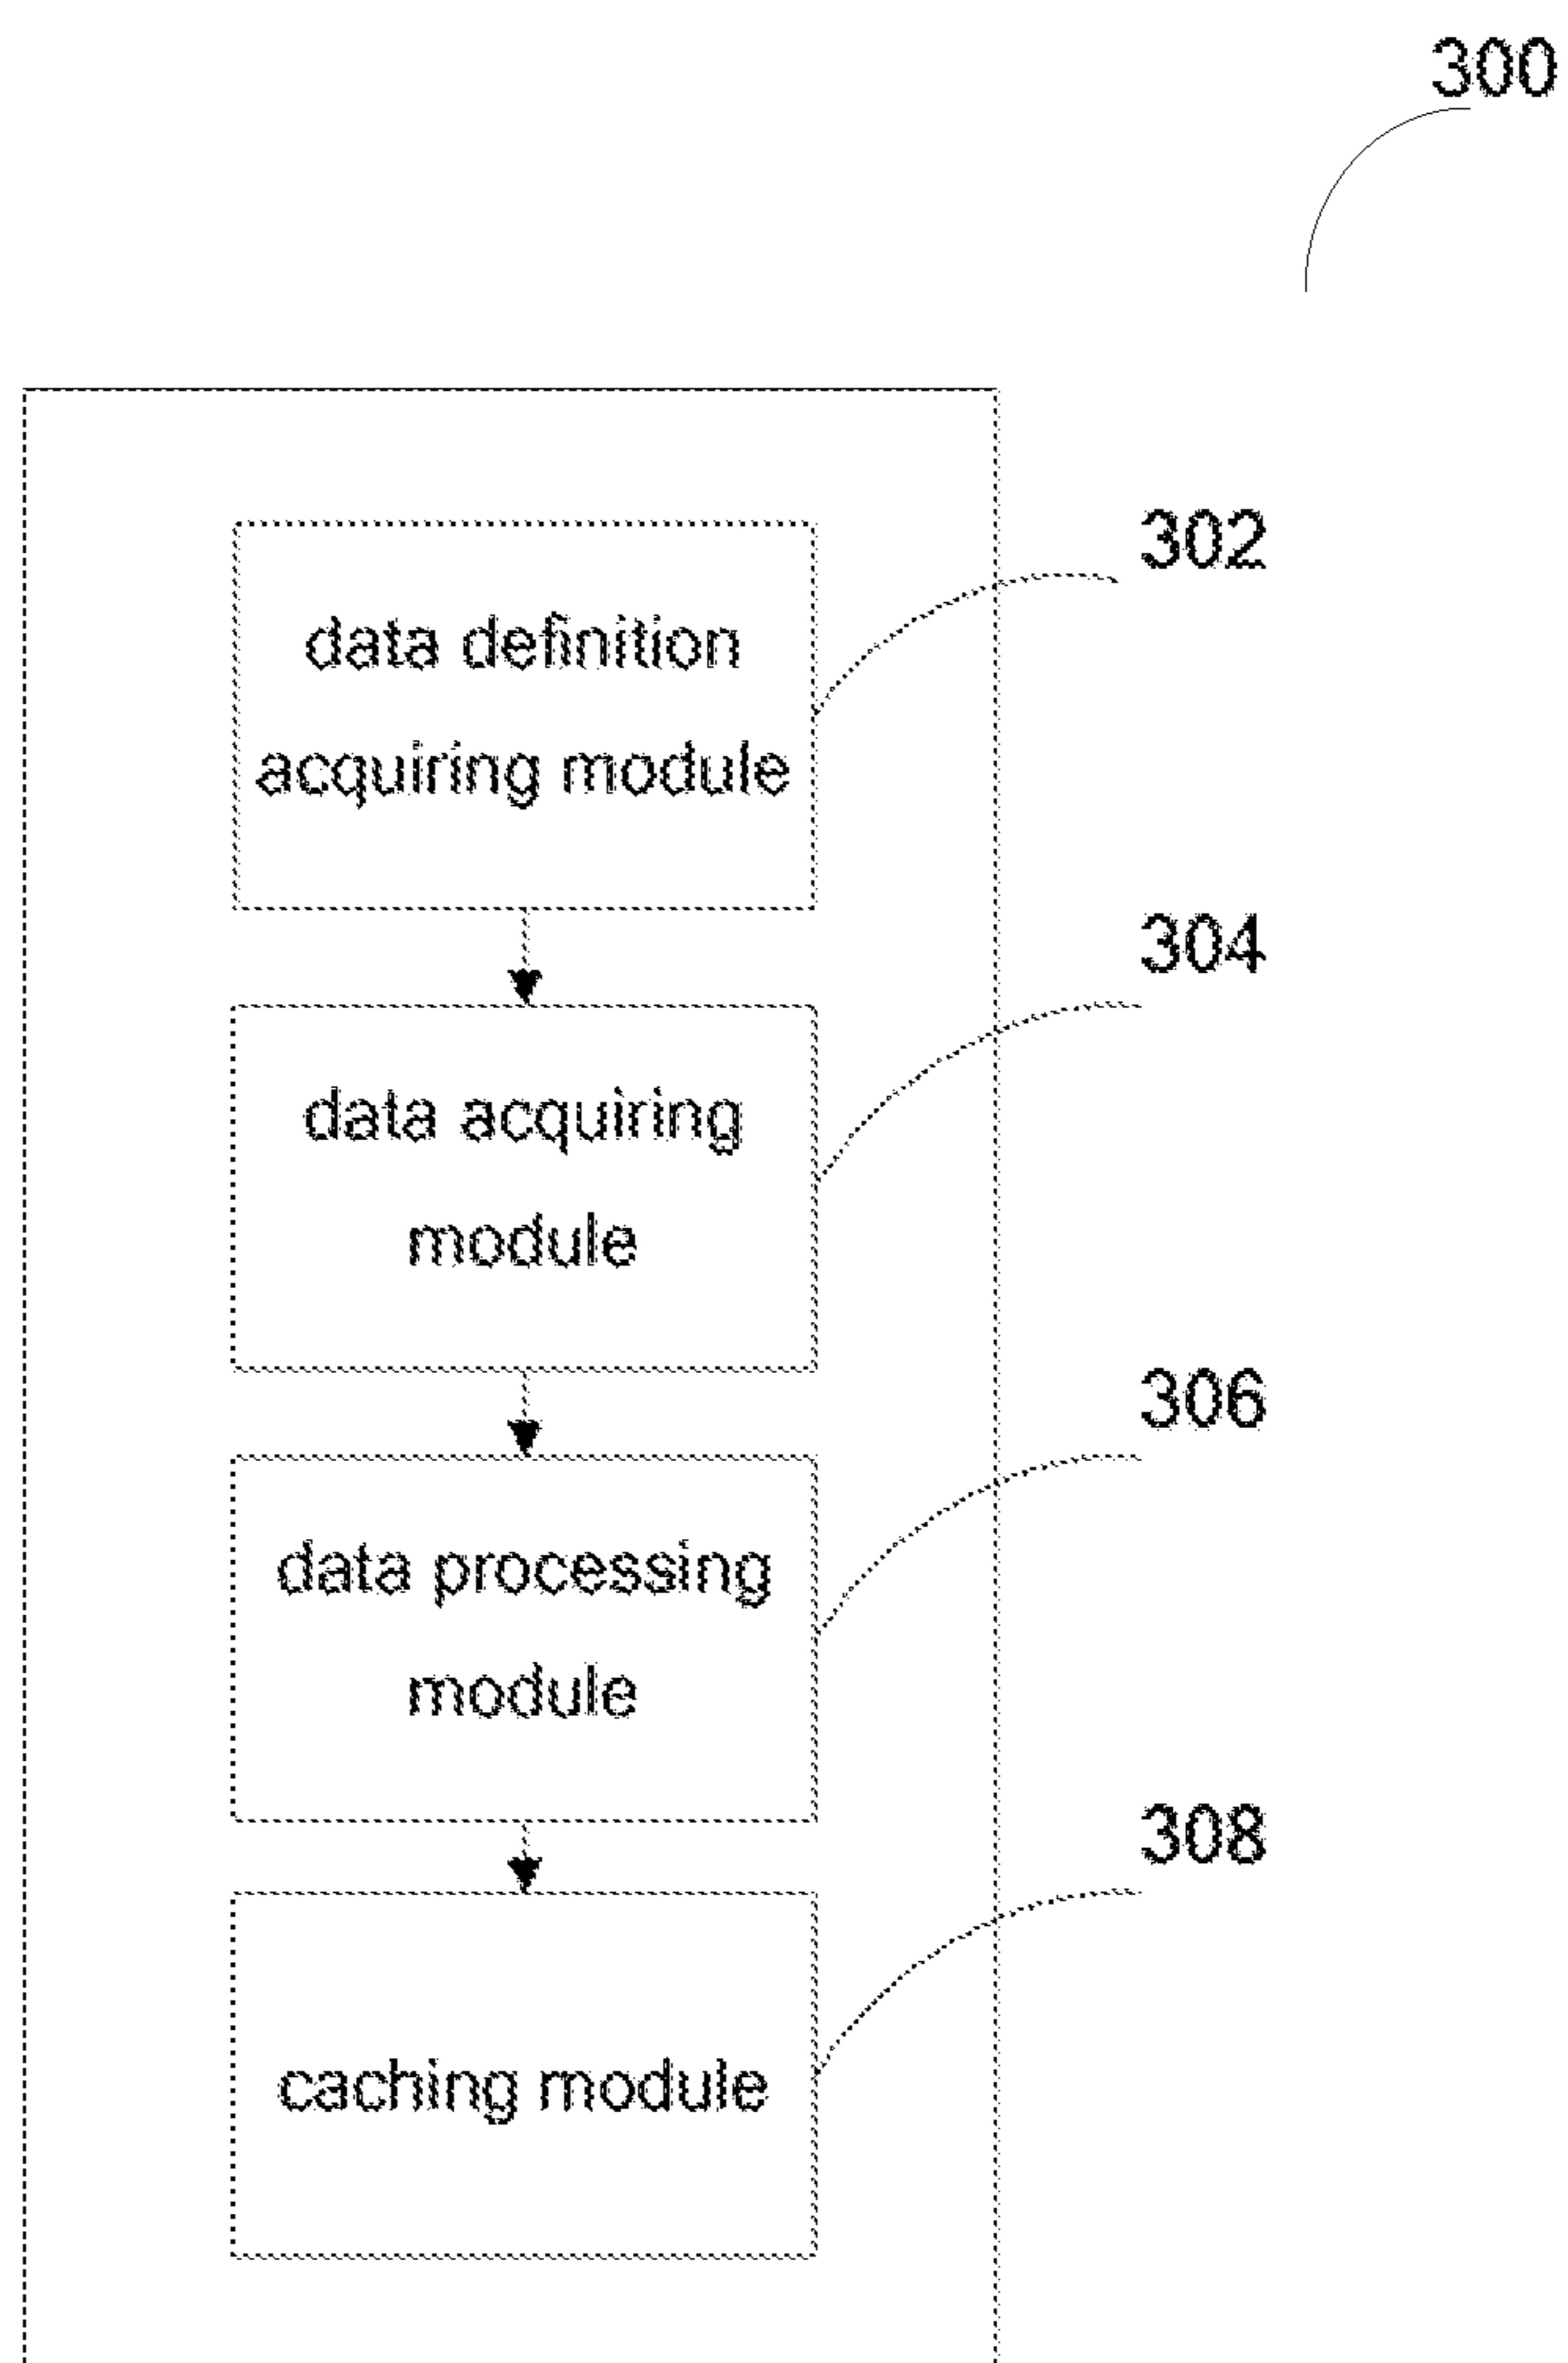 300
302
data definition
acquiring module
304
data acquiring
module
306
data processing
module
308
caching module